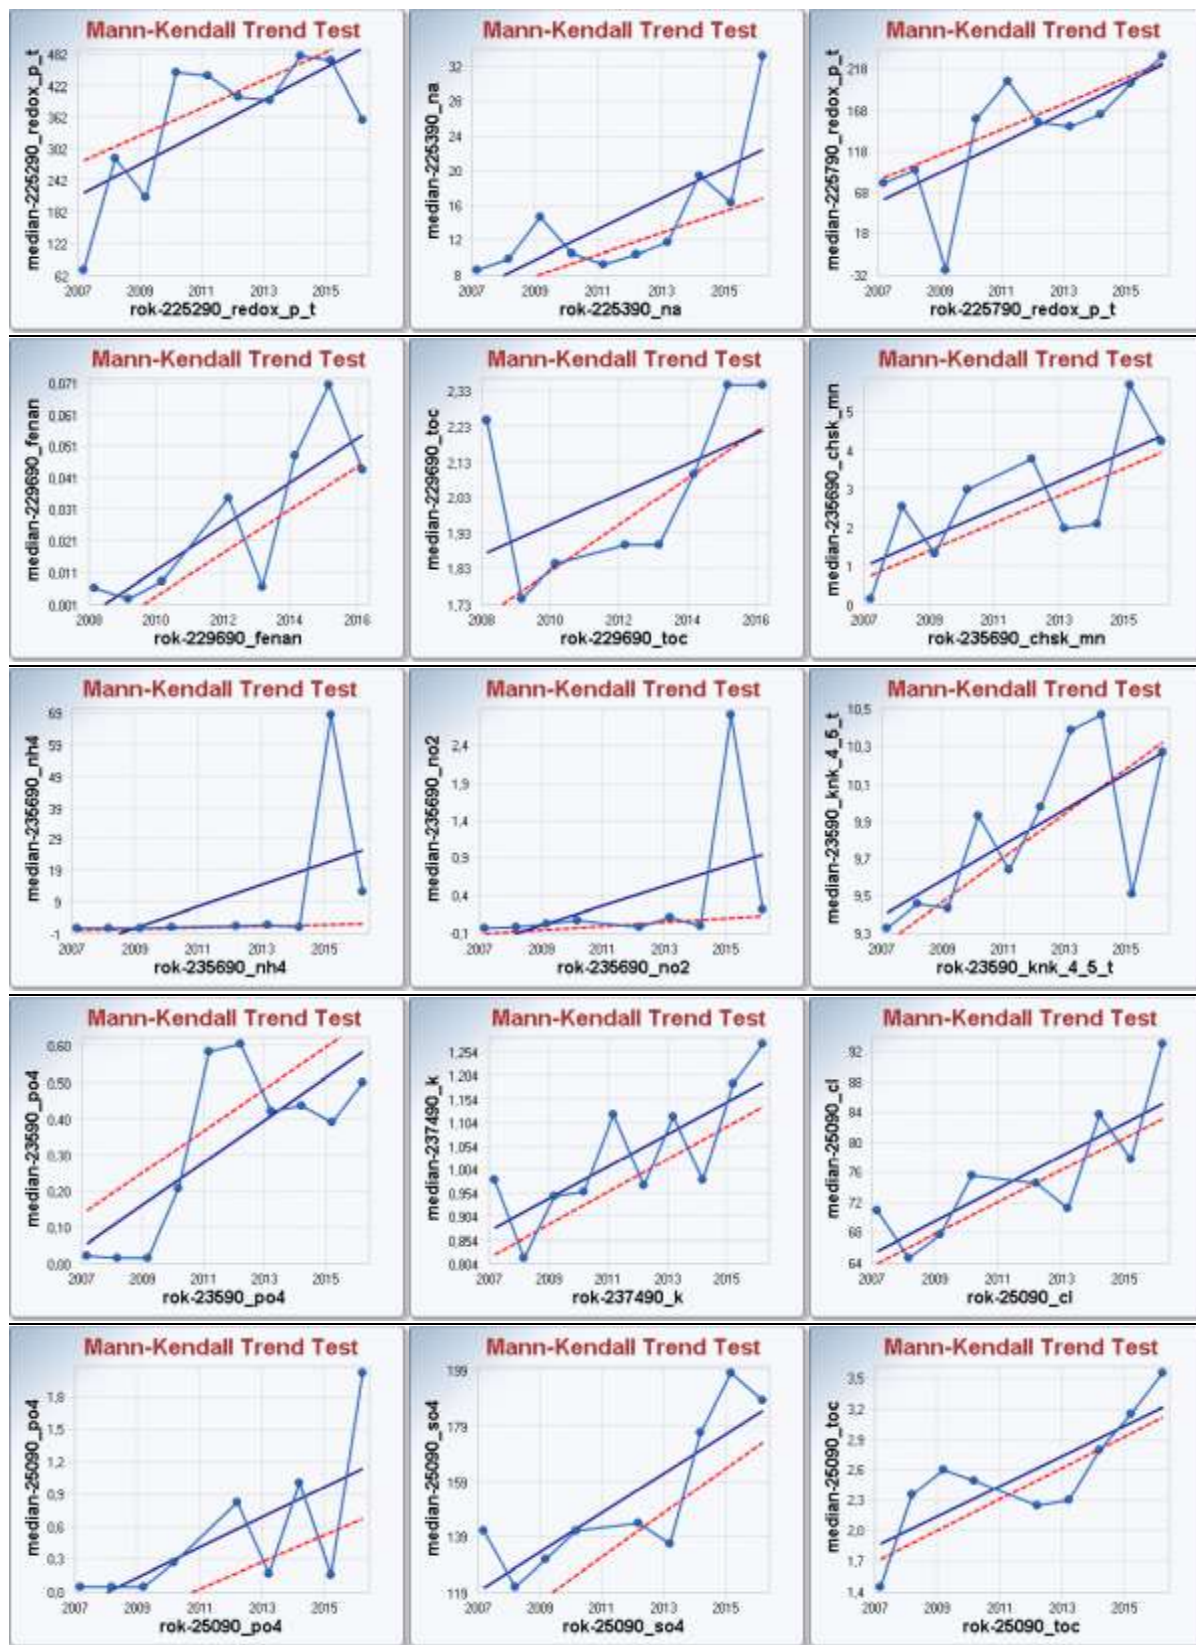 Mann-Kendall Trend Test
median-225290_redox_p_t
482
422
362
302
242
182
122
62
2007 2009 2011 2013 2015
rok-225290_redox_p_t
Mann-Kendall Trend Test
median-225390_na
32
28
24
20
16
12
8
2007 2009 2011 2013 2015
rok-225390_na
Mann-Kendall Trend Test
median-225790_redox_p_t
218
168
118
68
18
-32
2007 2009 2011 2013 2015
rok-225790_redox_p_t
Mann-Kendall Trend Test
median-229690_fenan
0,071
0,061
0,051
0,041
0,031
0,021
0,011
0,001
2008 2010 2012 2014 2016
rok-229690_fenan
Mann-Kendall Trend Test
median-229690_toc
2,33
2,23
2,13
2,03
1,93
1,83
1,73
2008 2010 2012 2014 2016
rok-229690_toc
Mann-Kendall Trend Test
median-235690_chsk_mn
5
4
3
2
1
0
2007 2009 2011 2013 2015
rok-235690_chsk_mn
Mann-Kendall Trend Test
median-235690_nh4
69
59
49
39
29
19
9
-1
2007 2009 2011 2013 2015
rok-235690_nh4
Mann-Kendall Trend Test
median-235690_no2
2,4
1,9
1,4
0,9
0,4
-0,1
2007 2009 2011 2013 2015
rok-235690_no2
Mann-Kendall Trend Test
median-23590_knk_4_5_t
10,5
10,3
10,1
9,9
9,7
9,5
9,3
2007 2009 2011 2013 2015
rok-23590_knk_4_5_t
Mann-Kendall Trend Test
median-23590_po4
0,60
0,50
0,40
0,30
0,20
0,10
0,00
2007 2009 2011 2013 2015
rok-23590_po4
Mann-Kendall Trend Test
median-237490_k
1,254
1,204
1,154
1,104
1,054
1,004
0,954
0,904
0,854
0,804
2007 2009 2011 2013 2015
rok-237490_k
Mann-Kendall Trend Test
median-25090_cl
92
88
84
80
76
72
68
64
2007 2009 2011 2013 2015
rok-25090_cl
Mann-Kendall Trend Test
median-25090_po4
1,8
1,5
1,2
0,9
0,6
0,3
0,0
2007 2009 2011 2013 2015
rok-25090_po4
Mann-Kendall Trend Test
median-25090_so4
199
179
159
139
119
2007 2009 2011 2013 2015
rok-25090_so4
Mann-Kendall Trend Test
median-25090_toc
3,5
3,2
2,9
2,6
2,3
2,0
1,7
1,4
2007 2009 2011 2013 2015
rok-25090_toc